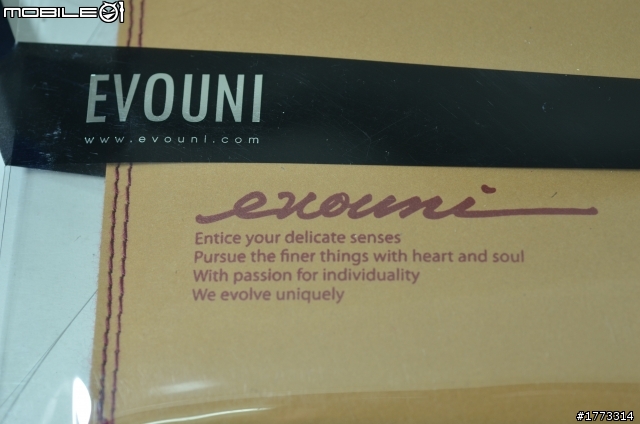 MOBILE01
EVOUNI
www.evouni.com
evouni
Entice your delicate senses
Pursue the finer things with heart and soul
With passion for individuality
We evolve uniquely
#1773314